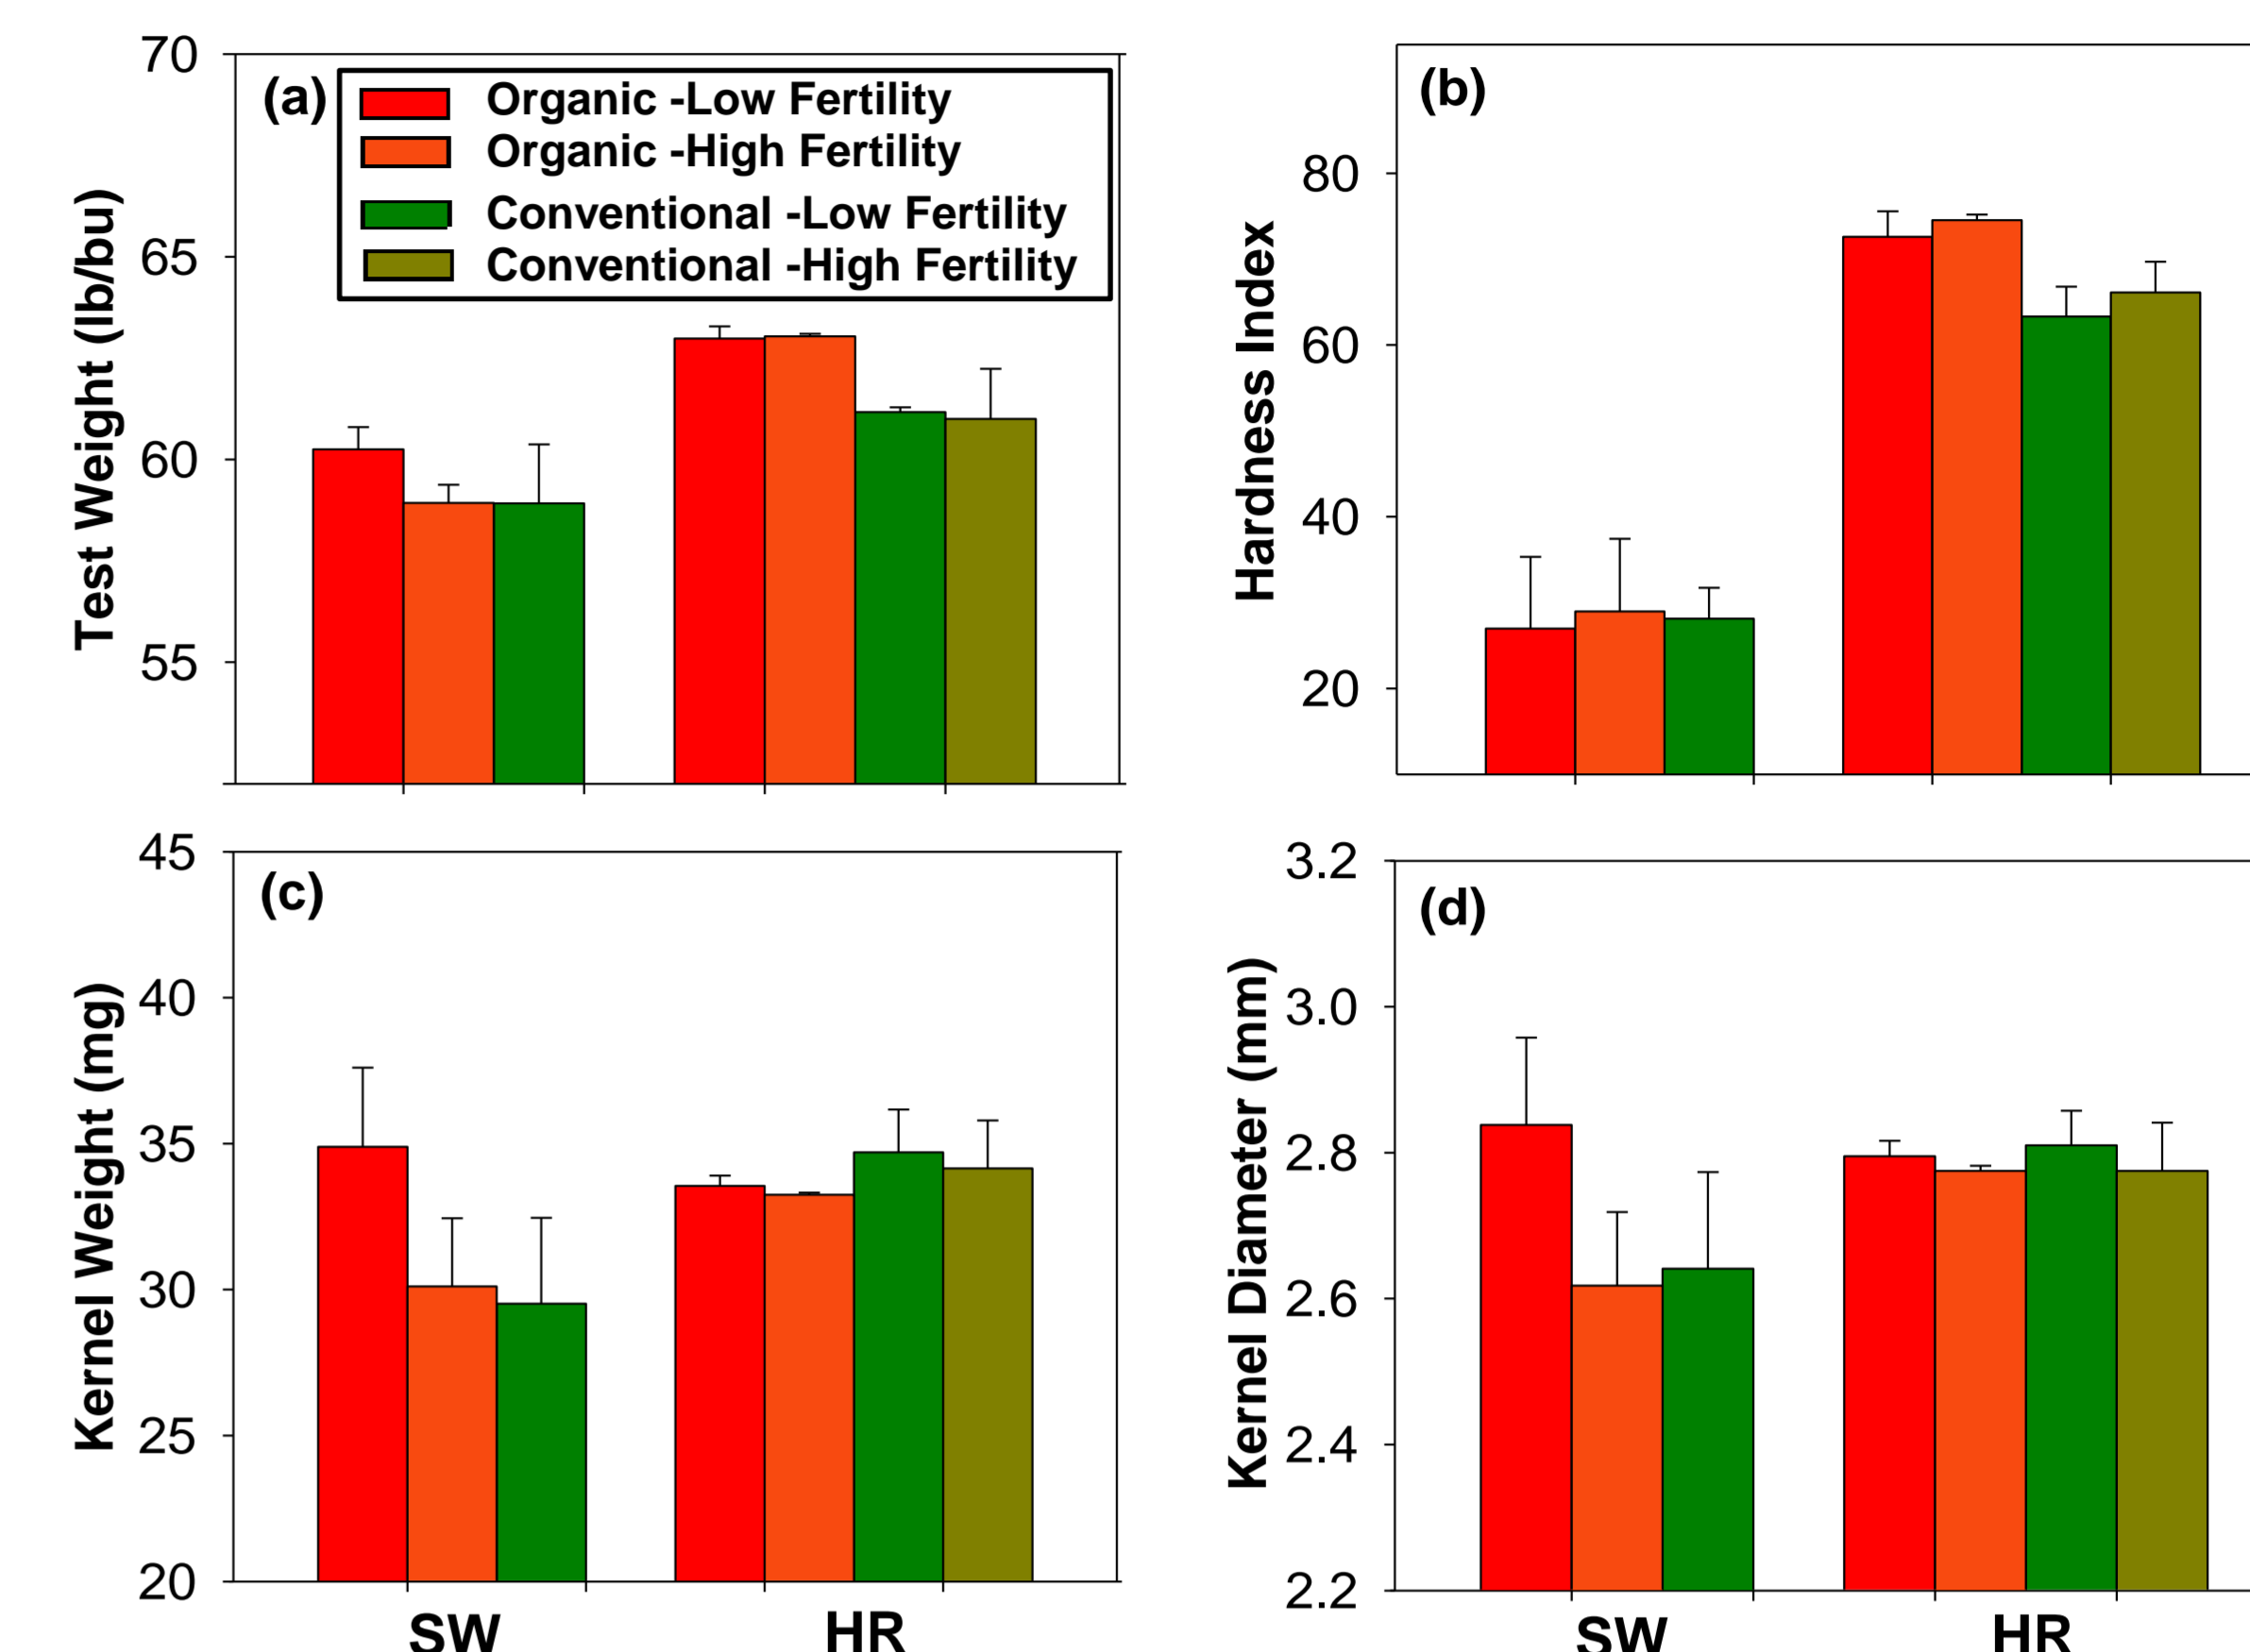 70
65
60
55
Test Weight (lb/bu)
(a)
Organic -Low Fertility
Organic -High Fertility
Conventional -Low Fertility
Conventional -High Fertility
80
60
40
20
Hardness Index
(b)
45
40
35
30
25
20
Kernel Weight (mg)
(c)
SW
HR
3.2
3.0
2.8
2.6
2.4
2.2
Kernel Diameter (mm)
(d)
SW
HR